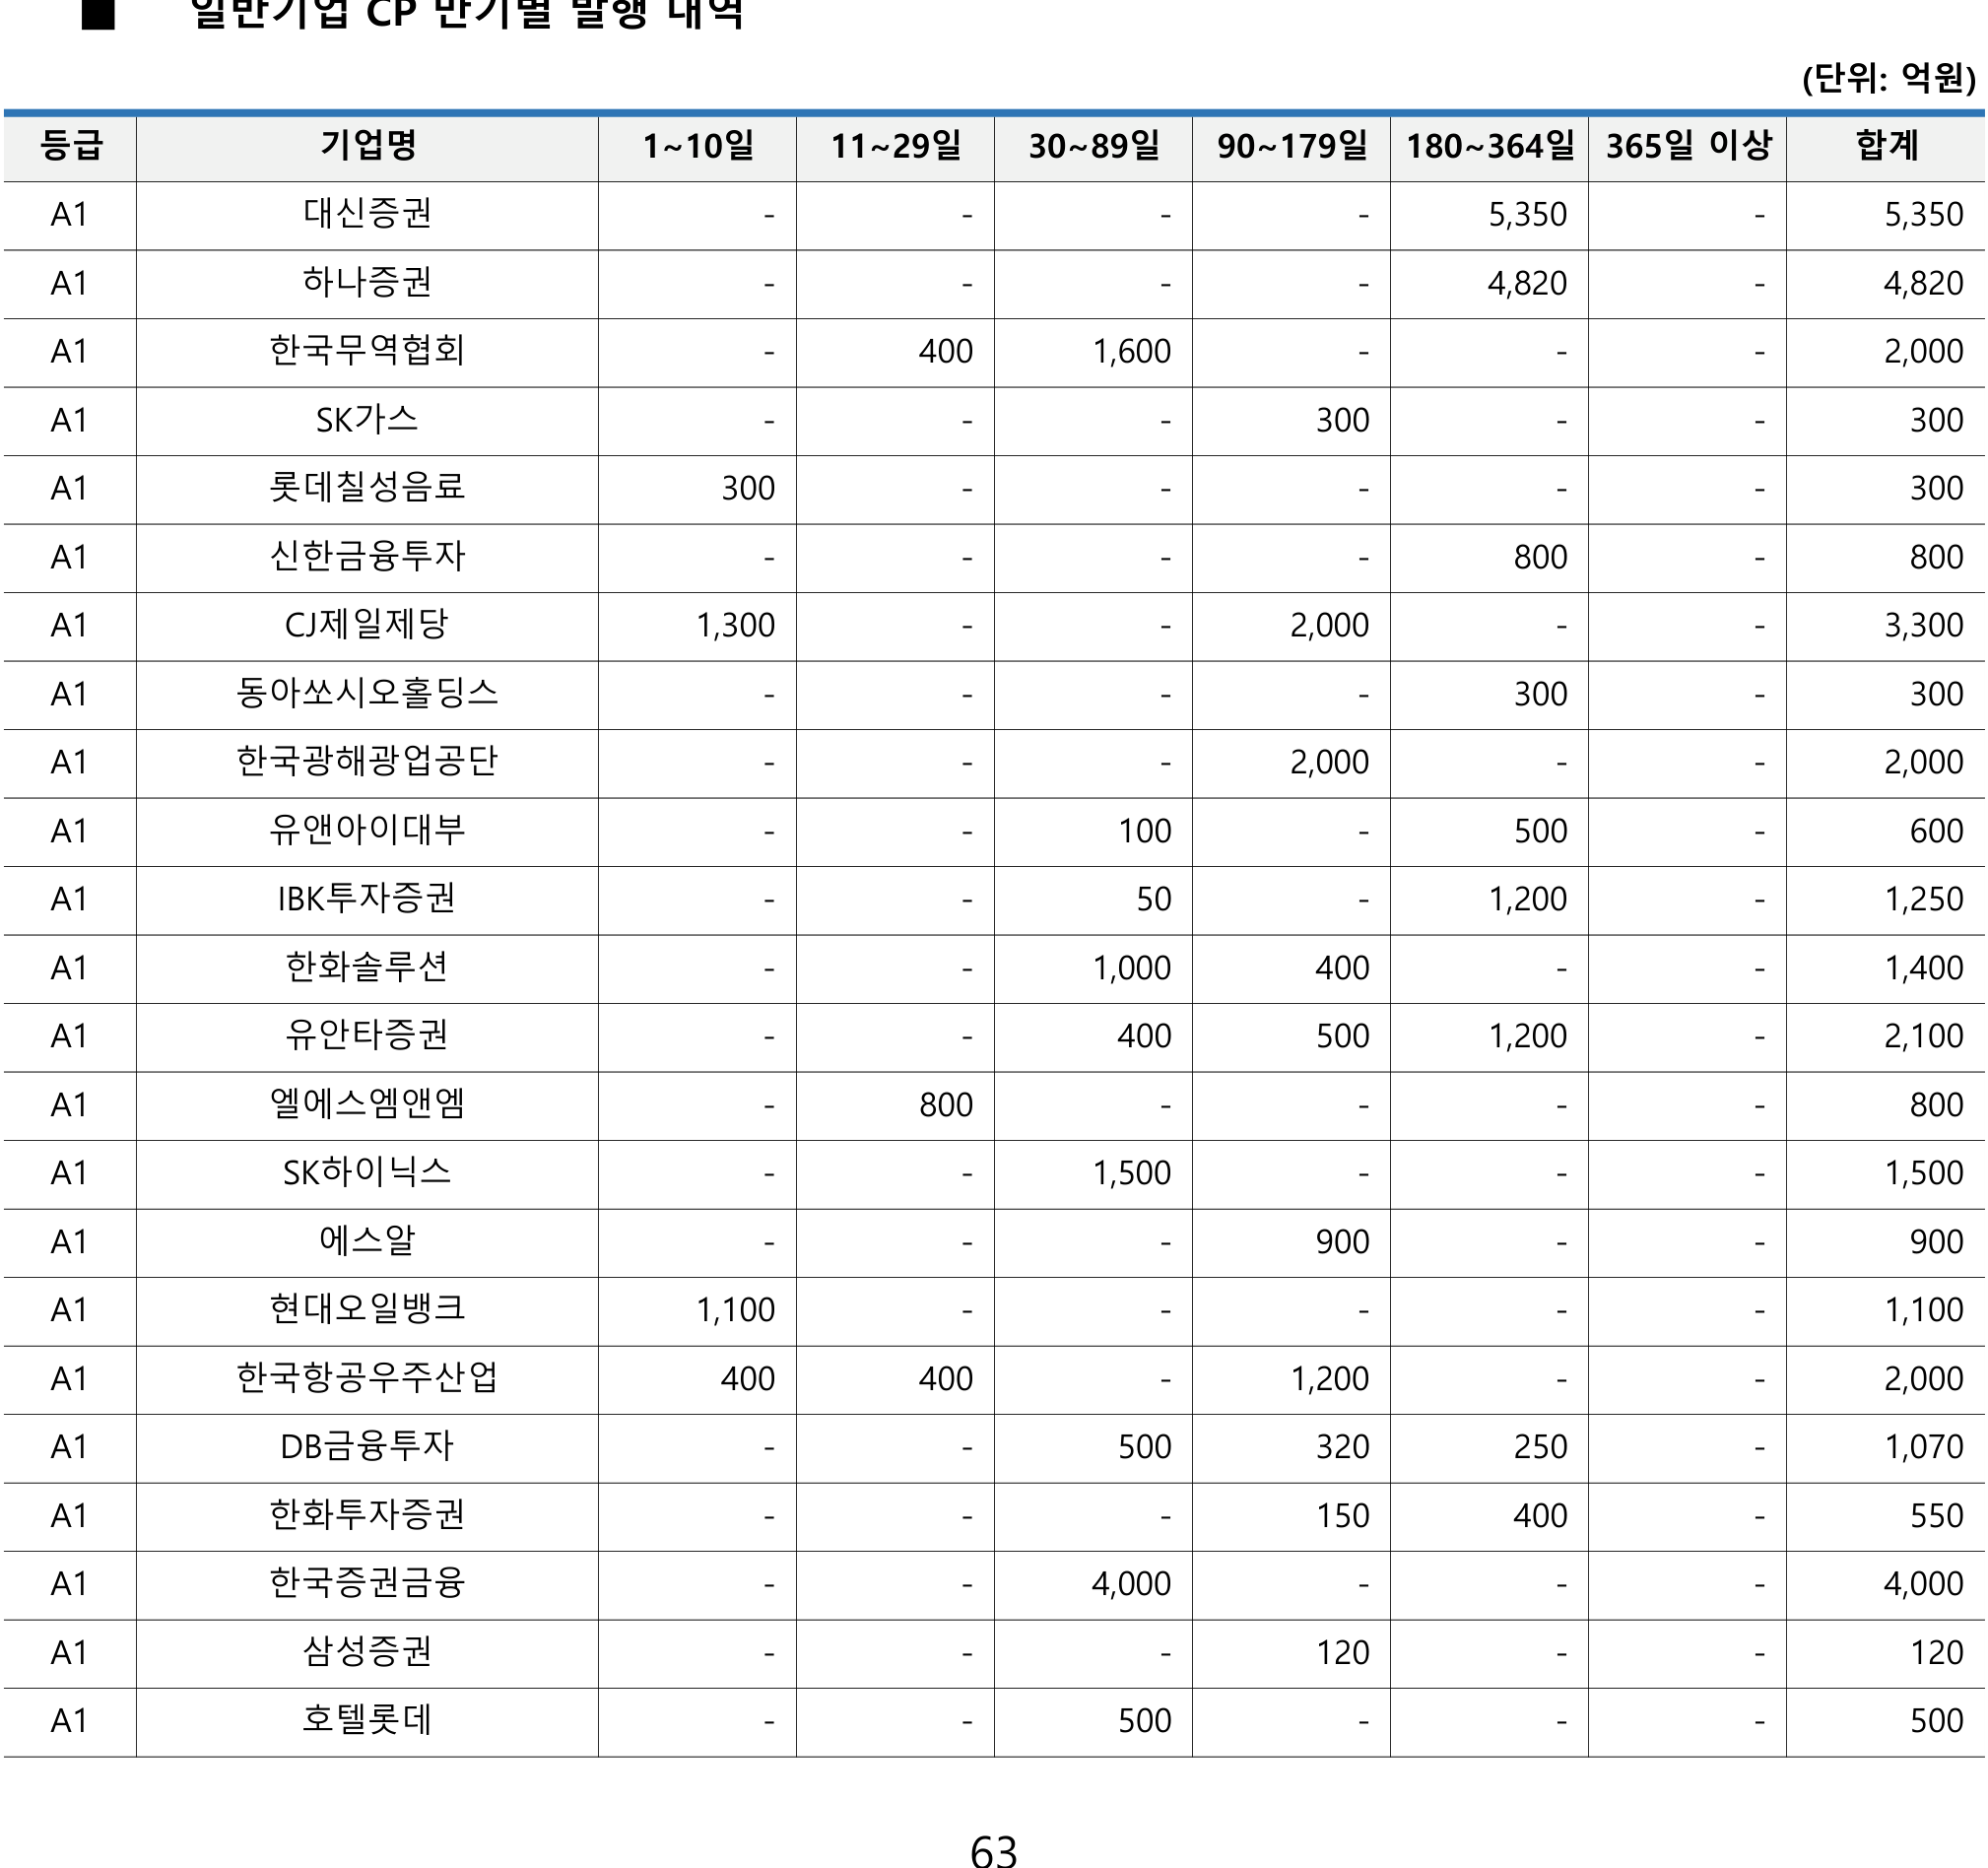 ■ 일반기업 CP 만기별 발행 내역
(단위: 억원)
등급 기업명 1~10일 11~29일 30~89일 90~179일 180~364일 365일 이상 합계
A1 대신증권 - - - - 5,350 - 5,350
A1 하나증권 - - - - 4,820 - 4,820
A1 한국무역협회 - 400 1,600 - - - 2,000
A1 SK가스 - - - 300 - - 300
A1 롯데칠성음료 300 - - - - - 300
A1 신한금융투자 - - - - 800 - 800
A1 CJ제일제당 1,300 - - 2,000 - - 3,300
A1 동아쏘시오홀딩스 - - - - 300 - 300
A1 한국광해광업공단 - - - 2,000 - - 2,000
A1 유앤아이대부 - - 100 - 500 - 600
A1 IBK투자증권 - - 50 - 1,200 - 1,250
A1 한화솔루션 - - 1,000 400 - - 1,400
A1 유안타증권 - - 400 500 1,200 - 2,100
A1 엘에스엠앤엠 - 800 - - - - 800
A1 SK하이닉스 - - 1,500 - - - 1,500
A1 에스알 - - - 900 - - 900
A1 현대오일뱅크 1,100 - - - - - 1,100
A1 한국항공우주산업 400 400 - 1,200 - - 2,000
A1 DB금융투자 - - 500 320 250 - 1,070
A1 한화투자증권 - - - 150 400 - 550
A1 한국증권금융 - - 4,000 - - - 4,000
A1 삼성증권 - - - 120 - - 120
A1 호텔롯데 - - 500 - - - 500
63